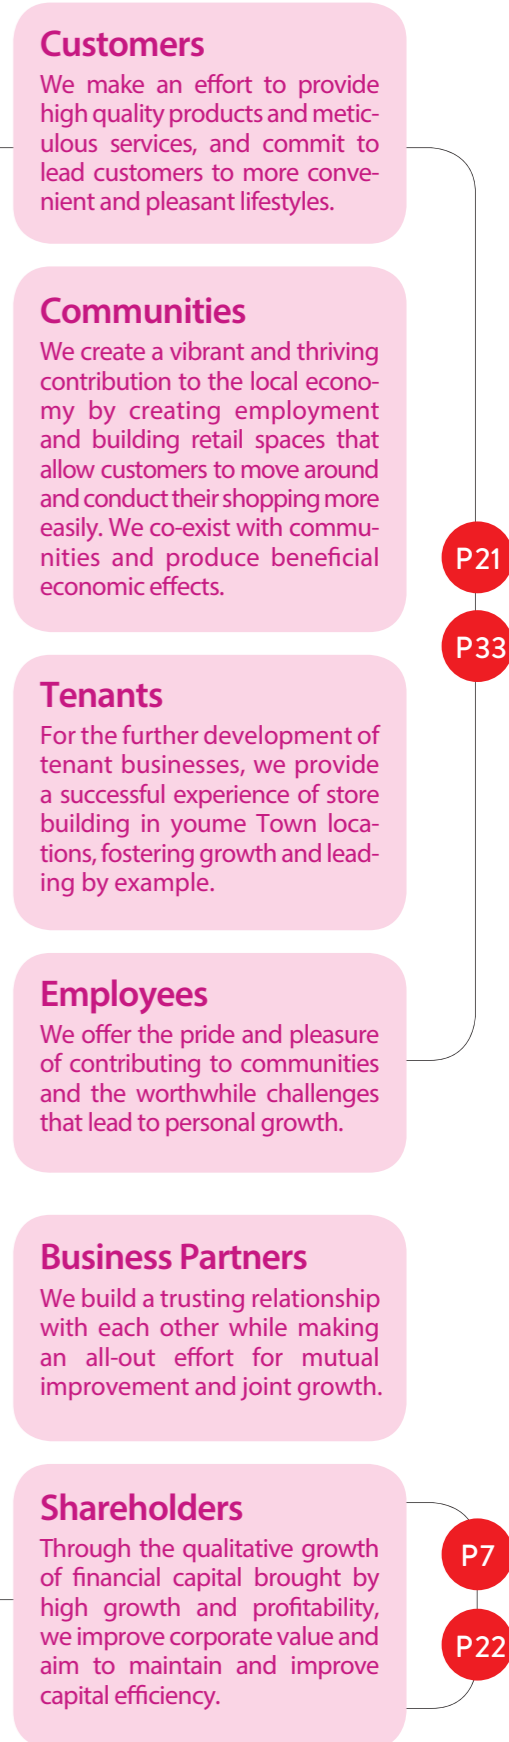 Customers
We make an effort to provide
high quality products and metic-
ulous services, and commit to
lead customers to more conve-
nient and pleasant lifestyles.
Communities
We create a vibrant and thriving
contribution to the local econo-
my by creating employment
and building retail spaces that
allow customers to move around
and conduct their shopping more
easily. We co-exist with commu-
nities and produce beneficial
economic effects.
P21
P33
Tenants
For the further development of
tenant businesses, we provide
a successful experience of store
building in youme Town loca-
tions, fostering growth and lead-
ing by example.
Employees
We offer the pride and pleasure
of contributing to communities
and the worthwhile challenges
that lead to personal growth.
Business Partners
We build a trusting relationship
with each other while making
an all-out effort for mutual
improvement and joint growth.
Shareholders
Through the qualitative growth
of financial capital brought by
high growth and profitability,
we improve corporate value and
aim to maintain and improve
capital efficiency.
P7
P22